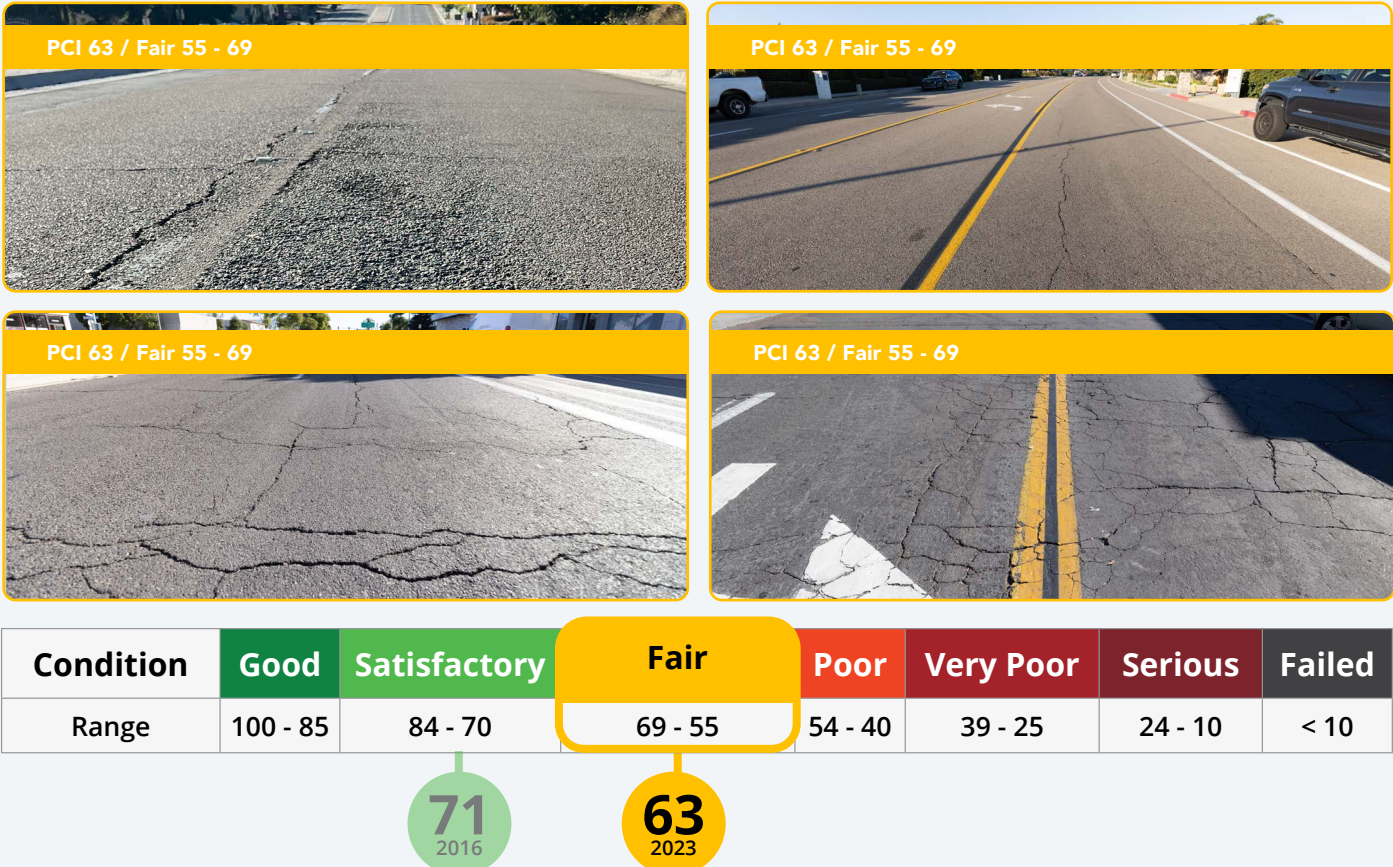 PCI 63 / Fair 55 - 69
PCI 63 / Fair 55 - 69
PCI 63 / Fair 55 - 69
PCI 63 / Fair 55 - 69
Condition Good Satisfactory Fair Poor Very Poor Serious Failed
Range 100 - 85 84 - 70 69 - 55 54 - 40 39 - 25 24 - 10 < 10
71 63
2016 2023